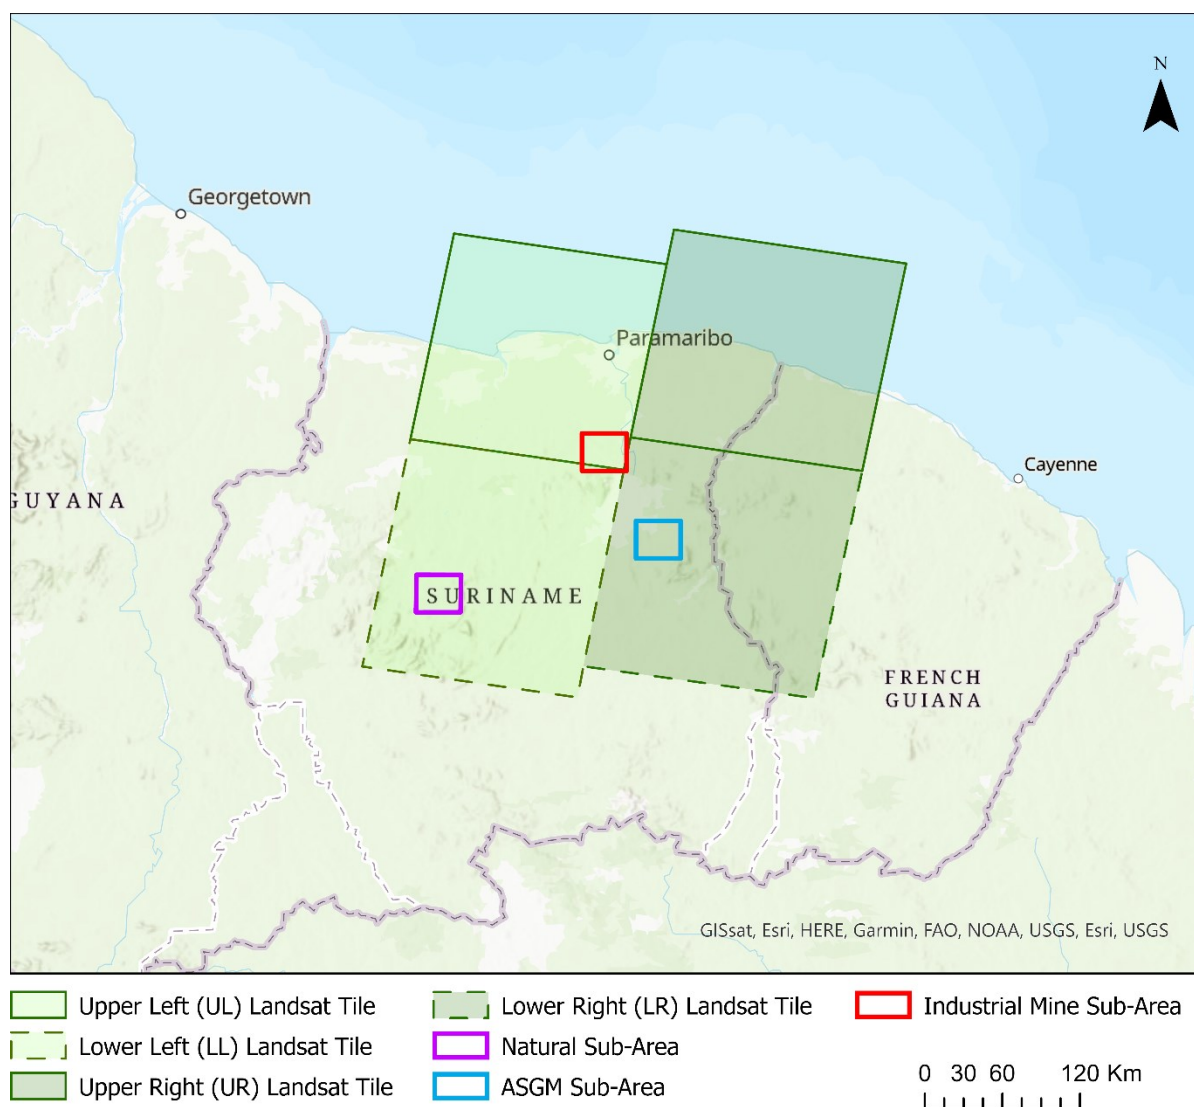 N
Georgetown
Paramaribo
Cayenne
GUYANA
SURINAME
FRENCH
GUIANA
GISsat, Esri, HERE, Garmin, FAO, NOAA, USGS, Esri, USGS
Upper Left (UL) Landsat Tile
Lower Right (LR) Landsat Tile
Industrial Mine Sub-Area
Lower Left (LL) Landsat Tile
Natural Sub-Area
Upper Right (UR) Landsat Tile
ASGM Sub-Area
0 30 60 120 Km